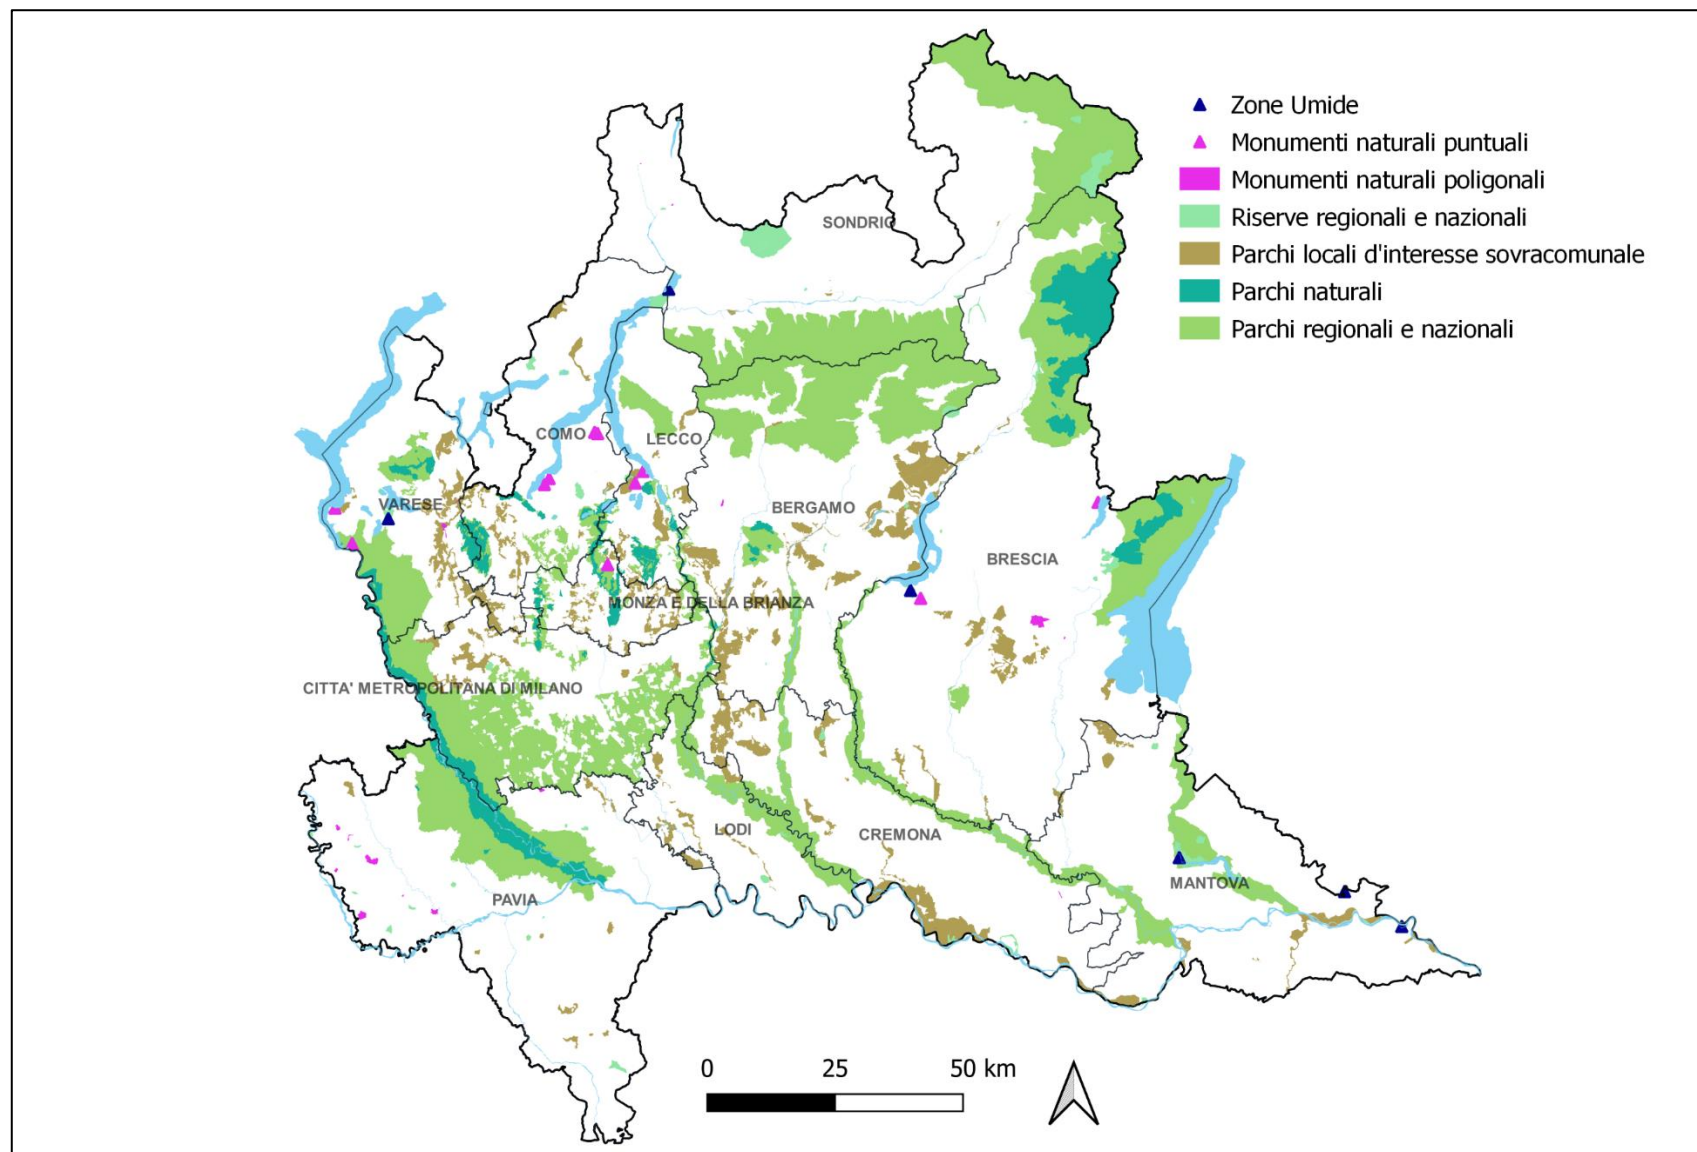 Zone Umide
Monumenti naturali puntuali
Monumenti naturali poligonali
Riserve regionali e nazionali
Parchi locali d'interesse sovracomunale
Parchi naturali
Parchi regionali e nazionali
SONDRIO
COMO
LECCO
VARESE
BERGAMO
BRESCIA
MONZA E DELLA BRIANZA
CITTA' METROPOLITANA DI MILANO
LODI
CREMONA
MANTOVA
PAVIA
0 25 50 km